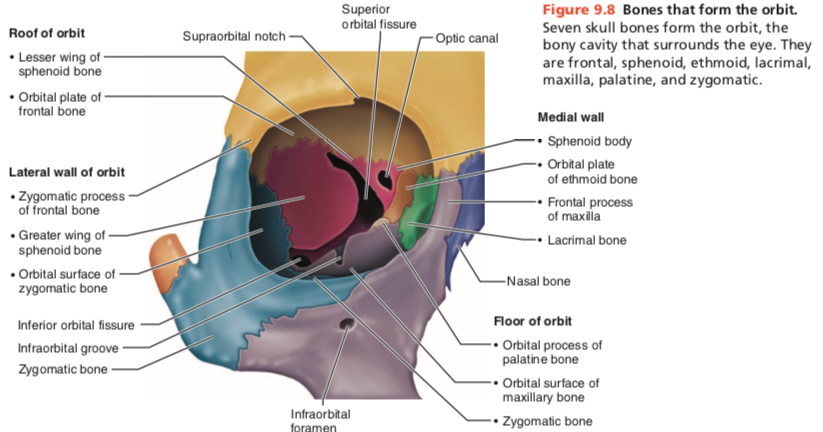 Figure 9.8 Bones that form the orbit.
Seven skull bones form the orbit, the
bony cavity that surrounds the eye. They
are frontal, sphenoid, ethmoid, lacrimal,
maxilla, palatine, and zygomatic.
Superior
orbital fissure
Supraorbital notch
Optic canal
Roof of orbit
• Lesser wing of
sphenoid bone
• Orbital plate of
frontal bone
Lateral wall of orbit
• Zygomatic process
of frontal bone
• Greater wing of
sphenoid bone
• Orbital surface of
zygomatic bone
Inferior orbital fissure
Infraorbital groove
Zygomatic bone
Infraorbital
foramen
Medial wall
• Sphenoid body
• Orbital plate
of ethmoid bone
• Frontal process
of maxilla
• Lacrimal bone
Nasal bone
Floor of orbit
• Orbital process of
palatine bone
• Orbital surface of
maxillary bone
• Zygomatic bone